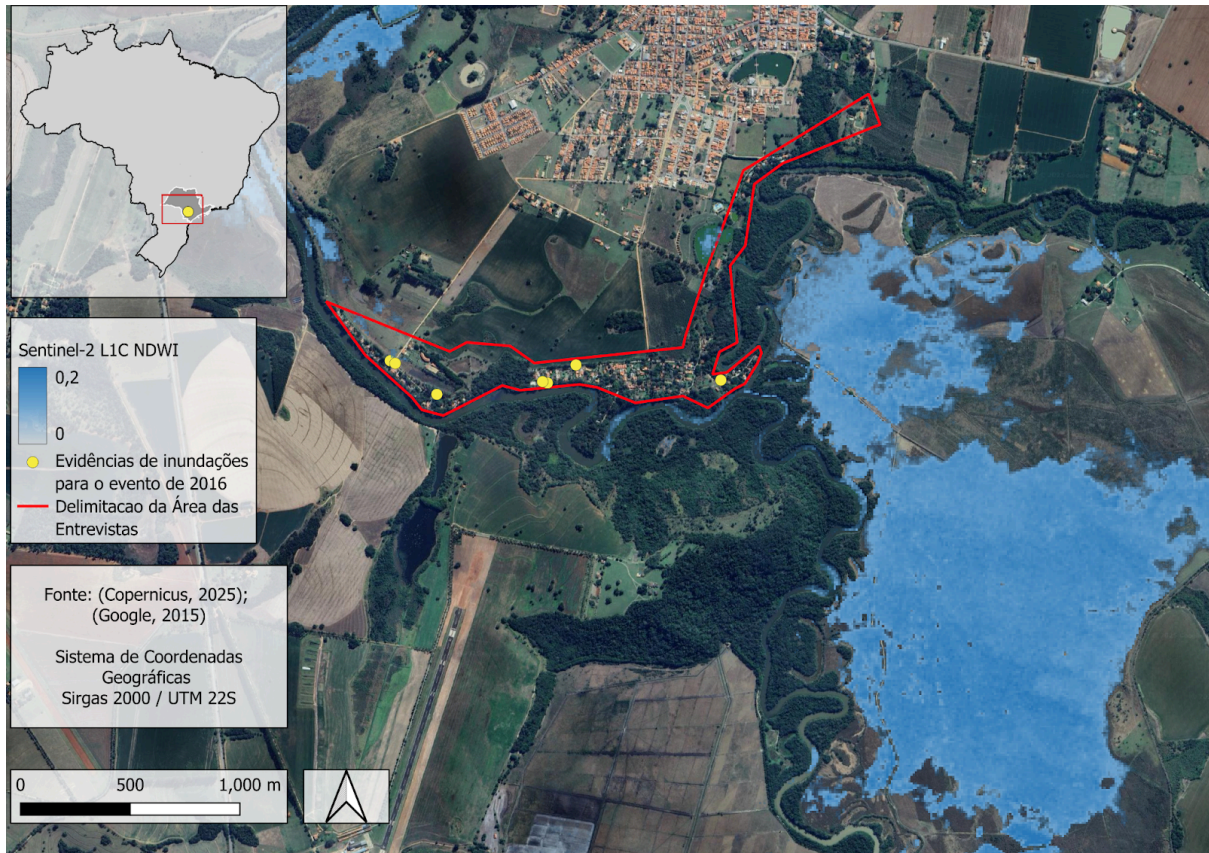 Sentinel-2 L1C NDWI
0,2
0
Evidências de inundações
para o evento de 2016
Delimitacao da Área das
Entrevistas
Fonte: (Copernicus, 2025);
(Google, 2015)
Sistema de Coordenadas
Geográficas
Sirgas 2000 / UTM 22S
0 500 1,000 m